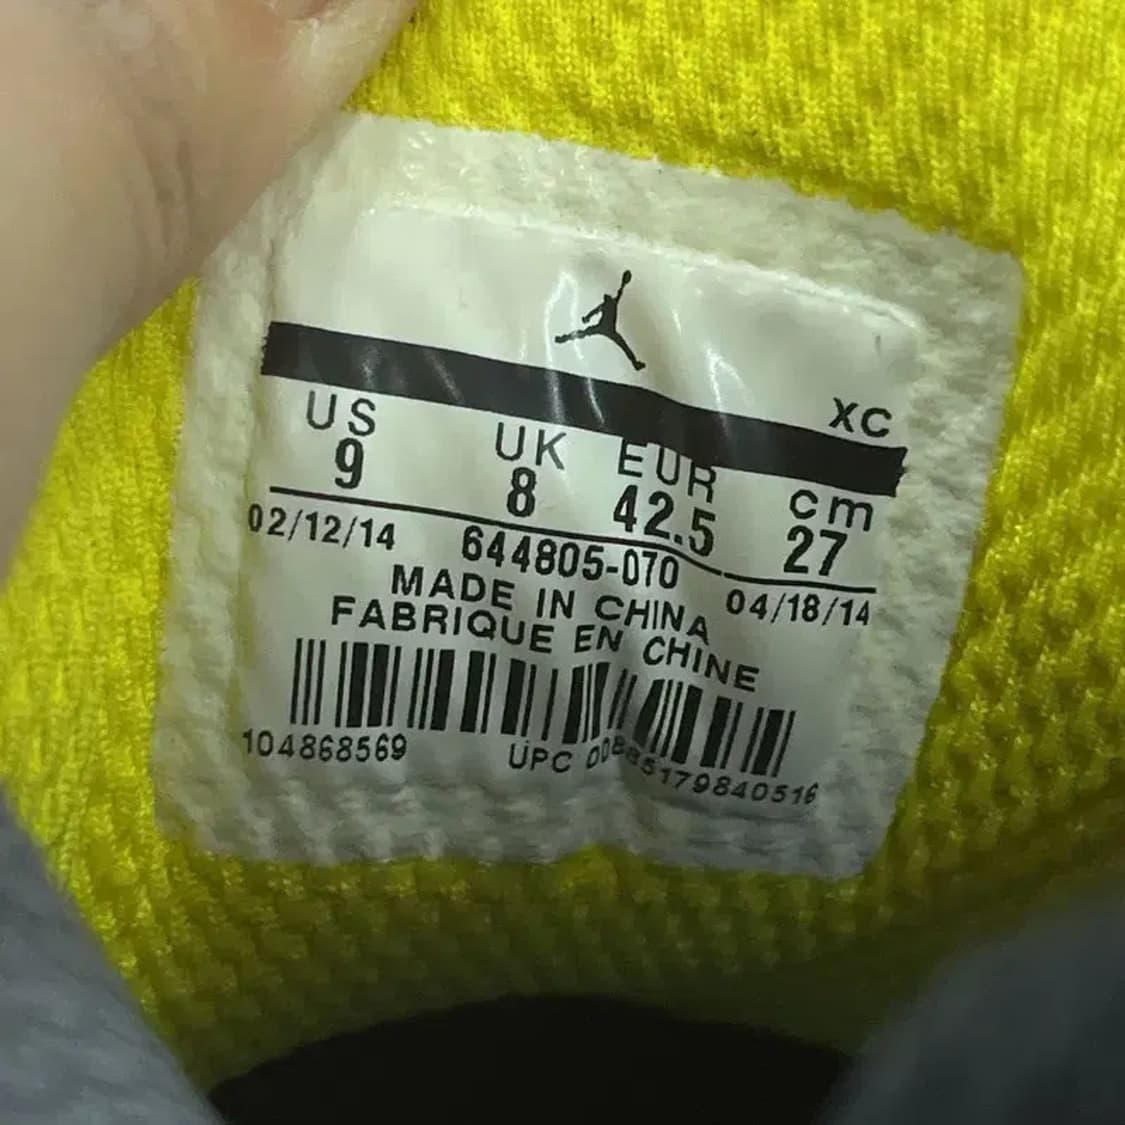 XC
US UK EUR cm
9 8 42.5 27
02/12/14 644805-070 04/18/14
MADE IN CHINA
FABRIQUE EN CHINE
104868569 UPC 00885179840516